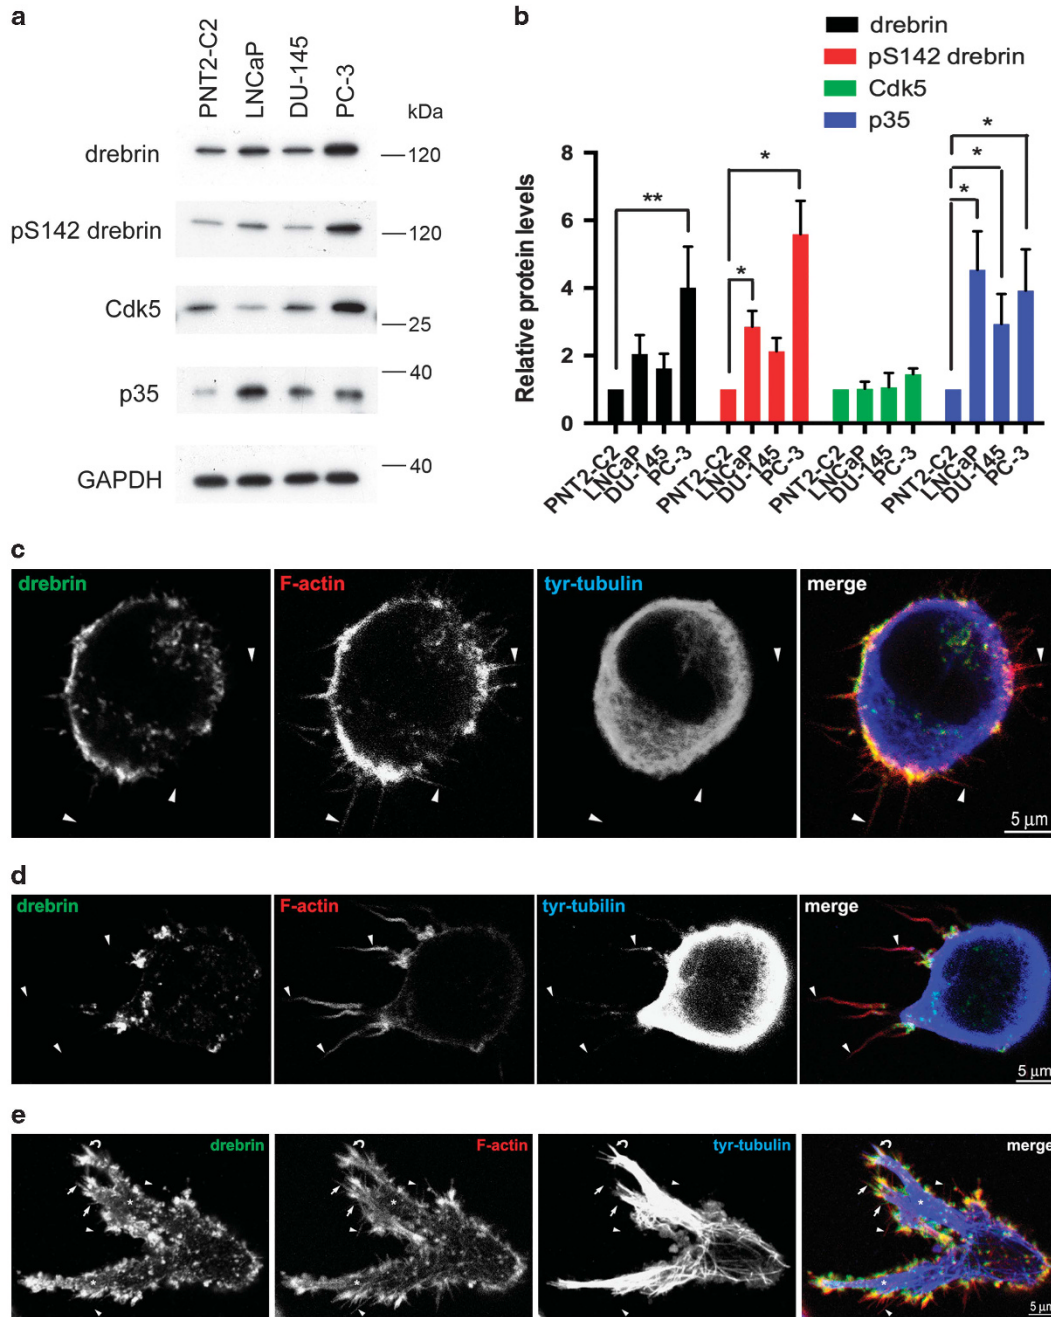 a
PNT2-C2
LNCaP
DU-145
PC-3
kDa
drebrin
120
pS142 drebrin
120
Cdk5
25
40
p35
40
GAPDH
b
drebrin
pS142 drebrin
Cdk5
p35
Relative protein levels
8
6
4
2
0
**
*
*
*
*
*
PNT2-C2
LNCaP
DU-145
PC-3
PNT2-C2
LNCaP
DU-145
PC-3
PNT2-C2
LNCaP
DU-145
PC-3
PNT2-C2
LNCaP
DU-145
PC-3
c
drebrin
F-actin
tyr-tubulin
merge
5 μm
d
drebrin
F-actin
tyr-tubilin
merge
5 μm
e
drebrin
F-actin
tyr-tubulin
merge
*
*
*
*
*
*
5 μm